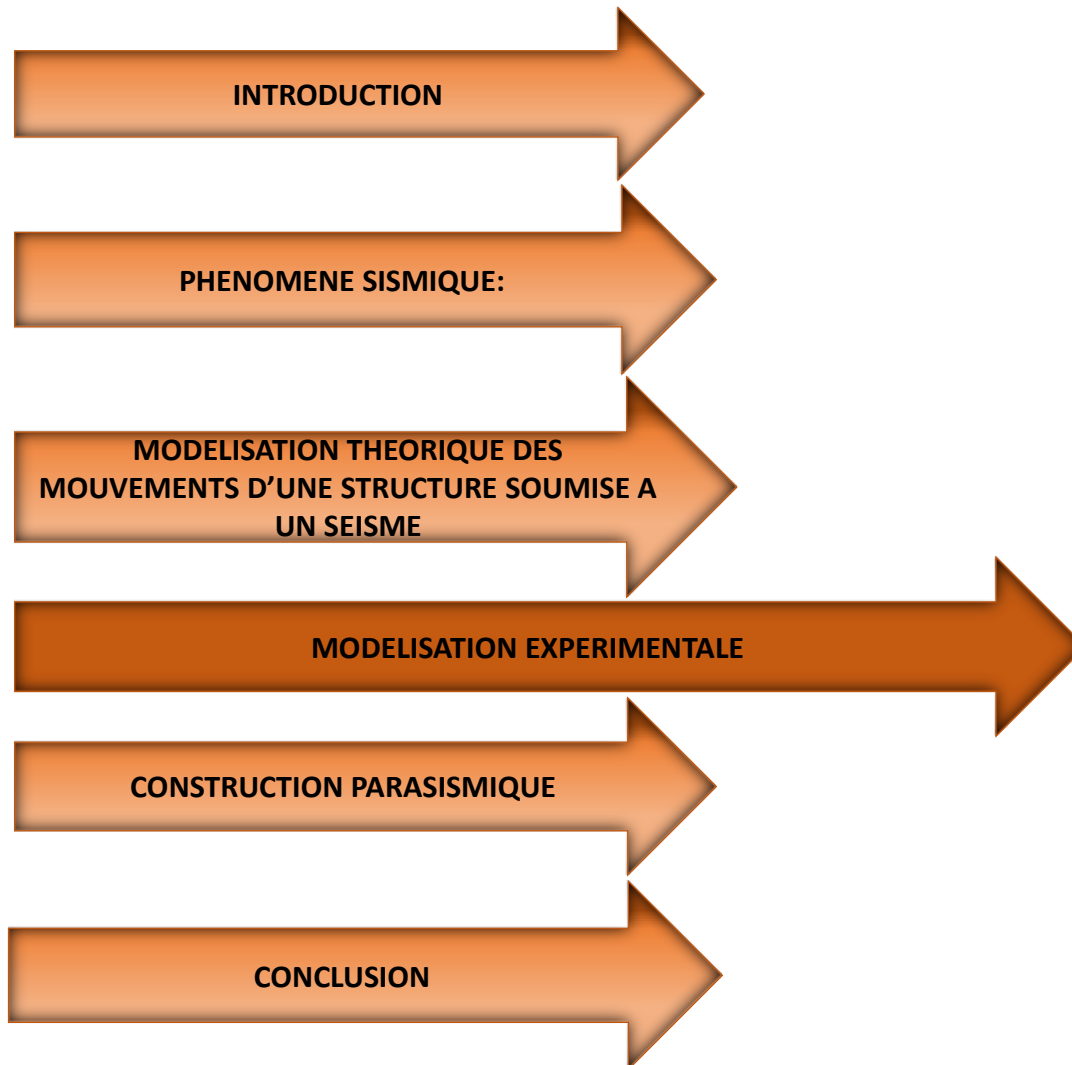 INTRODUCTION
PHENOMENE SISMIQUE:
MODELISATION THEORIQUE DES
MOUVEMENTS D’UNE STRUCTURE SOUMISE A
UN SEISME
MODELISATION EXPERIMENTALE
CONSTRUCTION PARASISMIQUE
CONCLUSION